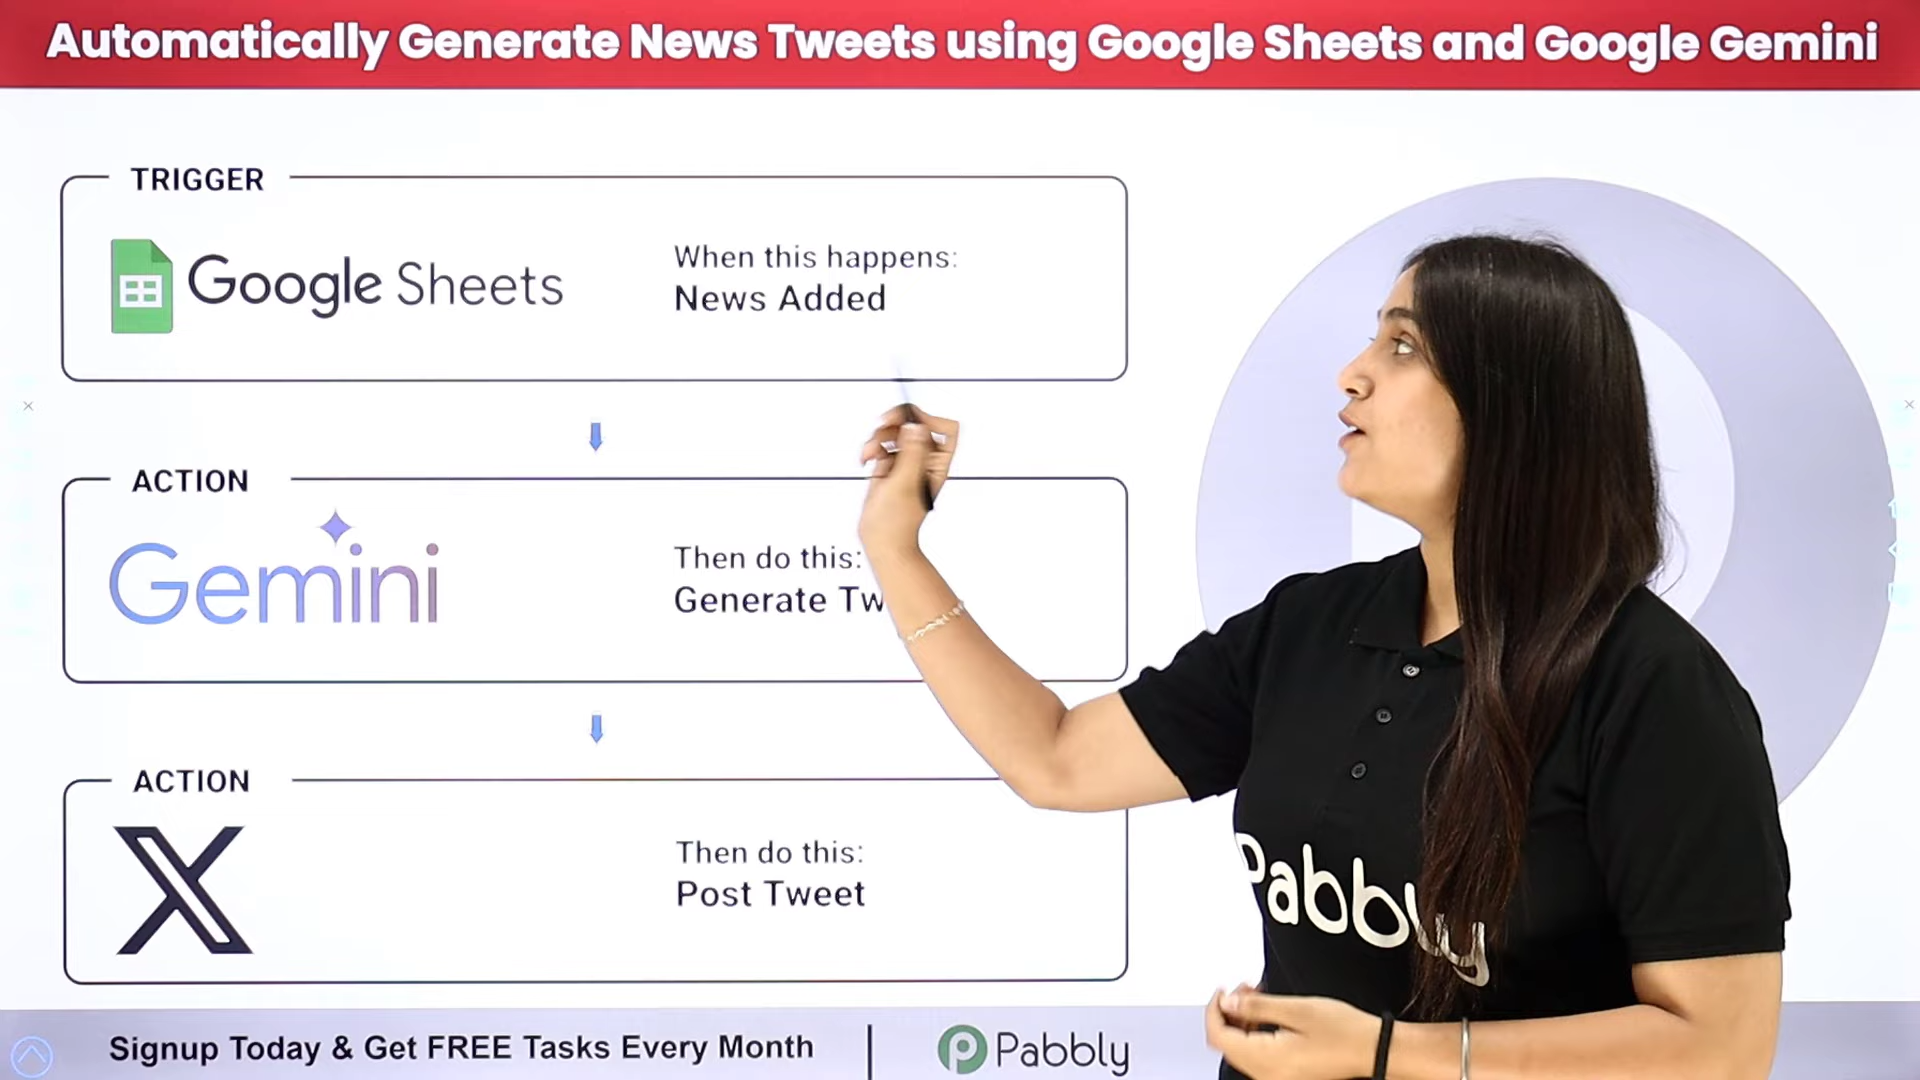 Automatically Generate News Tweets using Google Sheets and Google Gemini
TRIGGER
Google Sheets
When this happens:
News Added
ACTION
Gemini
Then do this:
Generate Tw
ACTION
X
Then do this:
Post Tweet
Pabbly
Signup Today & Get FREE Tasks Every Month
Pabbly